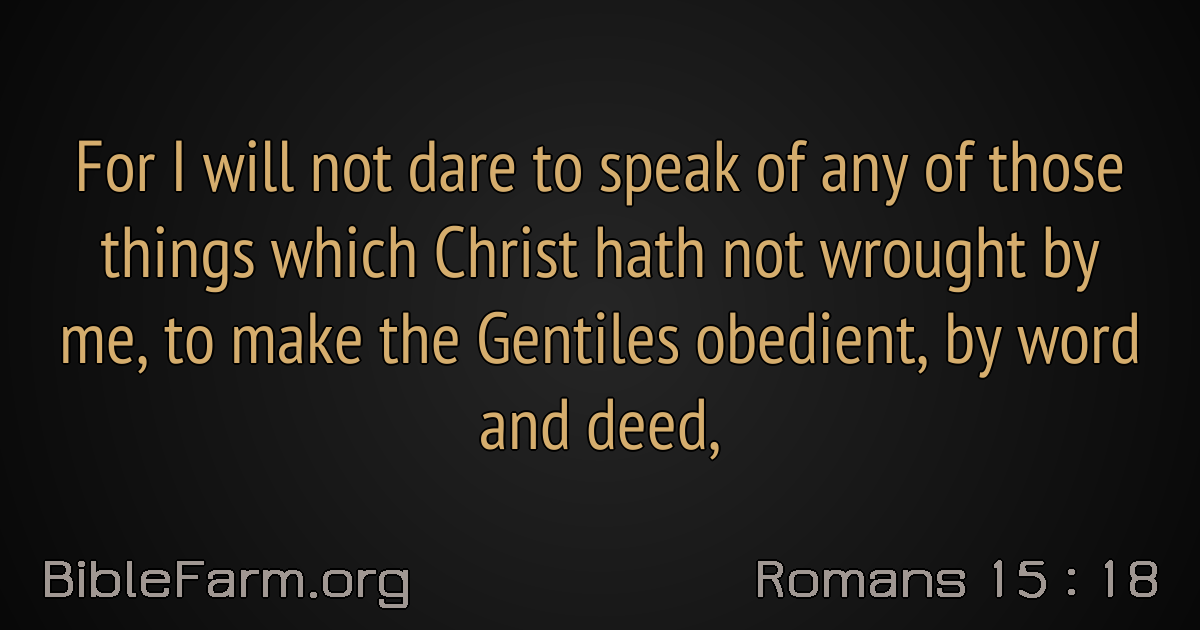 For I will not dare to speak of any of those
things which Christ hath not wrought by
me, to make the Gentiles obedient, by word
and deed,
BibleFarm.org
Romans 15 : 18